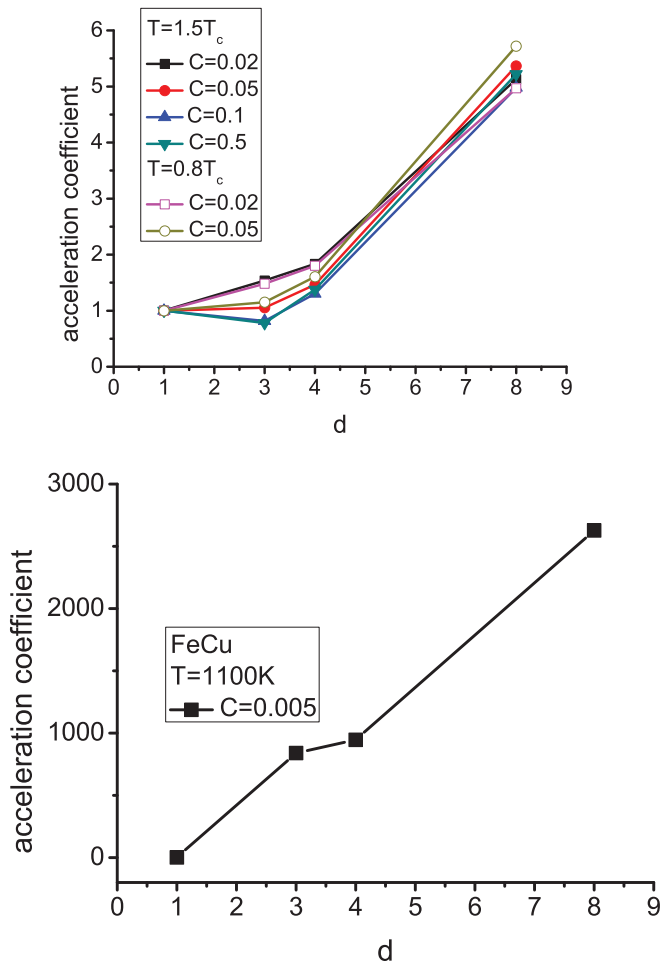 6
5
4
3
2
1
0
acceleration coefficient
T=1.5Tc
C=0.02
C=0.05
C=0.1
C=0.5
T=0.8Tc
C=0.02
C=0.05
0 1 2 3 4 5 6 7 8 9
d
3000
2000
1000
0
acceleration coefficient
FeCu
T=1100K
C=0.005
0 1 2 3 4 5 6 7 8 9
d